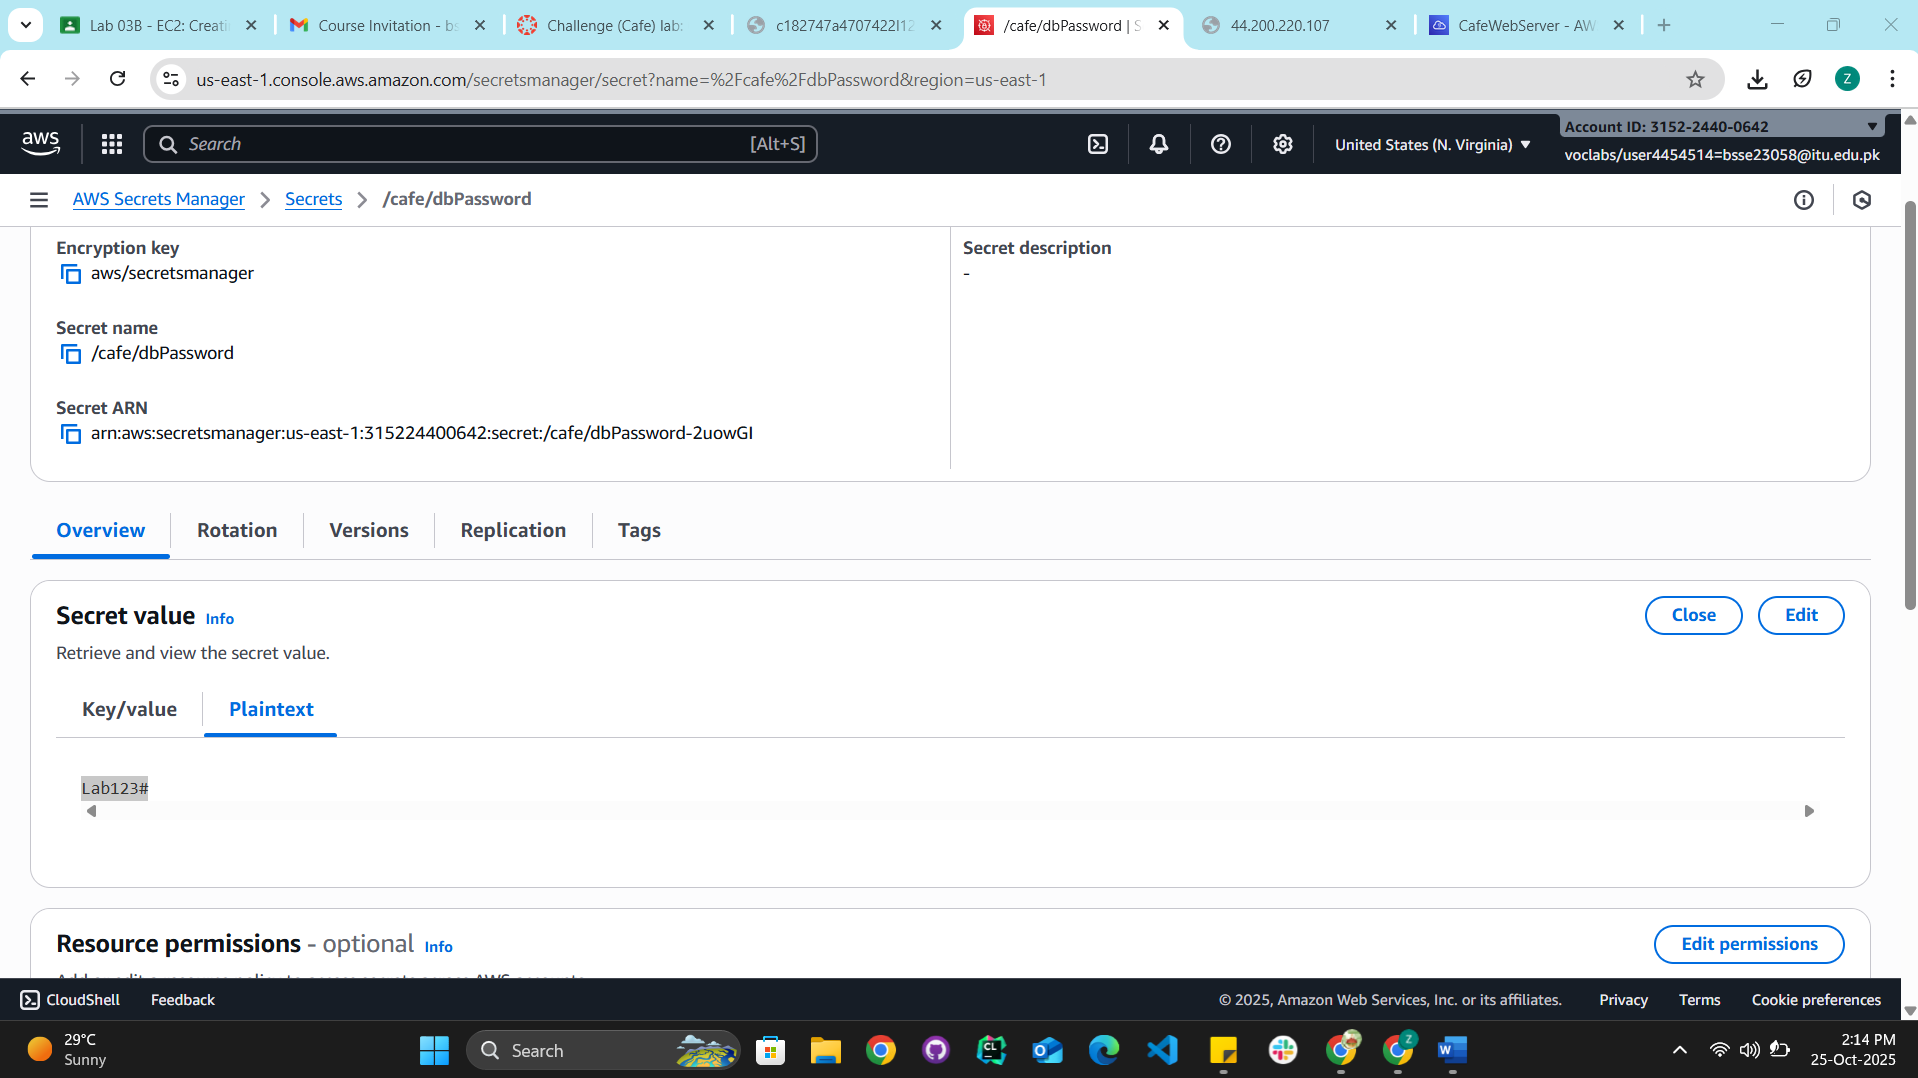 Lab 03B - EC2: Creati
Course Invitation - bs
Challenge (Cafe) lab:
c182747a4707422l12
/cafe/dbPassword | S
44.200.220.107
CafeWebServer - AW
us-east-1.console.aws.amazon.com/secretsmanager/secret?name=%2Fcafe%2FdbPassword&region=us-east-1
Z
aws
Search
[Alt+S]
United States (N. Virginia)
Account ID: 3152-2440-0642
voclabs/user4454514=bsse23058@itu.edu.pk
AWS Secrets Manager
Secrets
/cafe/dbPassword
Encryption key
aws/secretsmanager
Secret name
/cafe/dbPassword
Secret ARN
arn:aws:secretsmanager:us-east-1:315224400642:secret:/cafe/dbPassword-2uowGI
Secret description
-
Overview
Rotation
Versions
Replication
Tags
Secret value Info
Close
Edit
Retrieve and view the secret value.
Key/value
Plaintext
Lab123#
Resource permissions - optional Info
Edit permissions
CloudShell
Feedback
© 2025, Amazon Web Services, Inc. or its affiliates.
Privacy
Terms
Cookie preferences
29°C
Sunny
Search
2:14 PM
25-Oct-2025